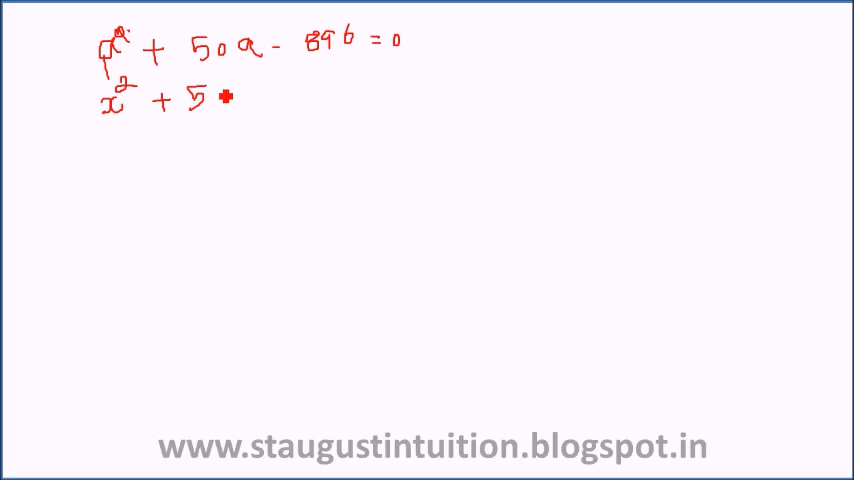 a² + 50a - 896 = 0
x² + 5
www.staugustintuition.blogspot.in